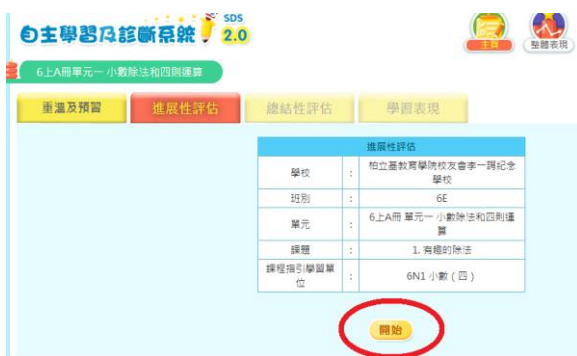 自主學習及診斷系統 SDS 2.0
主頁
整體表現
6上A冊單元一 小數除法和四則運算
重溫及預習
進展性評估
總結性評估
學習表現
進展性評估
學校 : 柏立基教育學院校友會李一諤紀念
學校
班別 : 6E
單元 : 6上A冊 單元一 小數除法和四則運
算
課題 : 1. 有趣的除法
課程指引學習單
位 : 6N1 小數 ( 四 )
開始